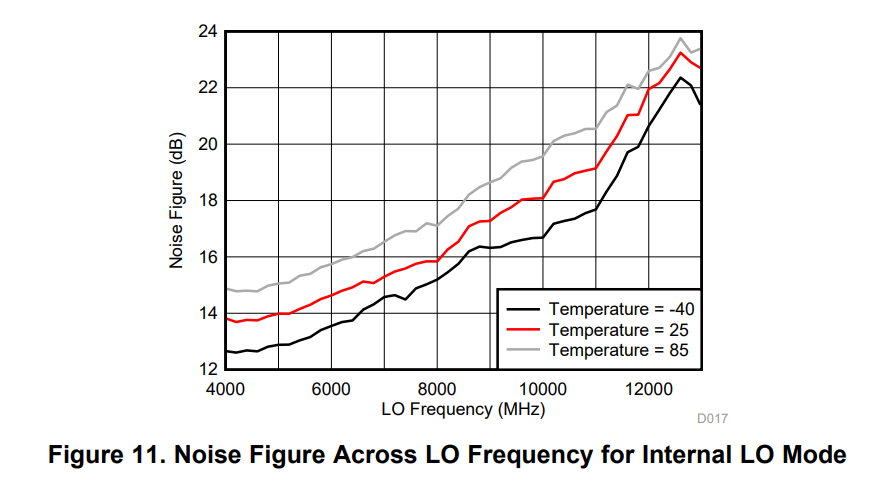 24
22
20
18
16
14
12
Noise Figure (dB)
Temperature = -40
Temperature = 25
Temperature = 85
4000 6000 8000 10000 12000
LO Frequency (MHz)
D017
Figure 11. Noise Figure Across LO Frequency for Internal LO Mode